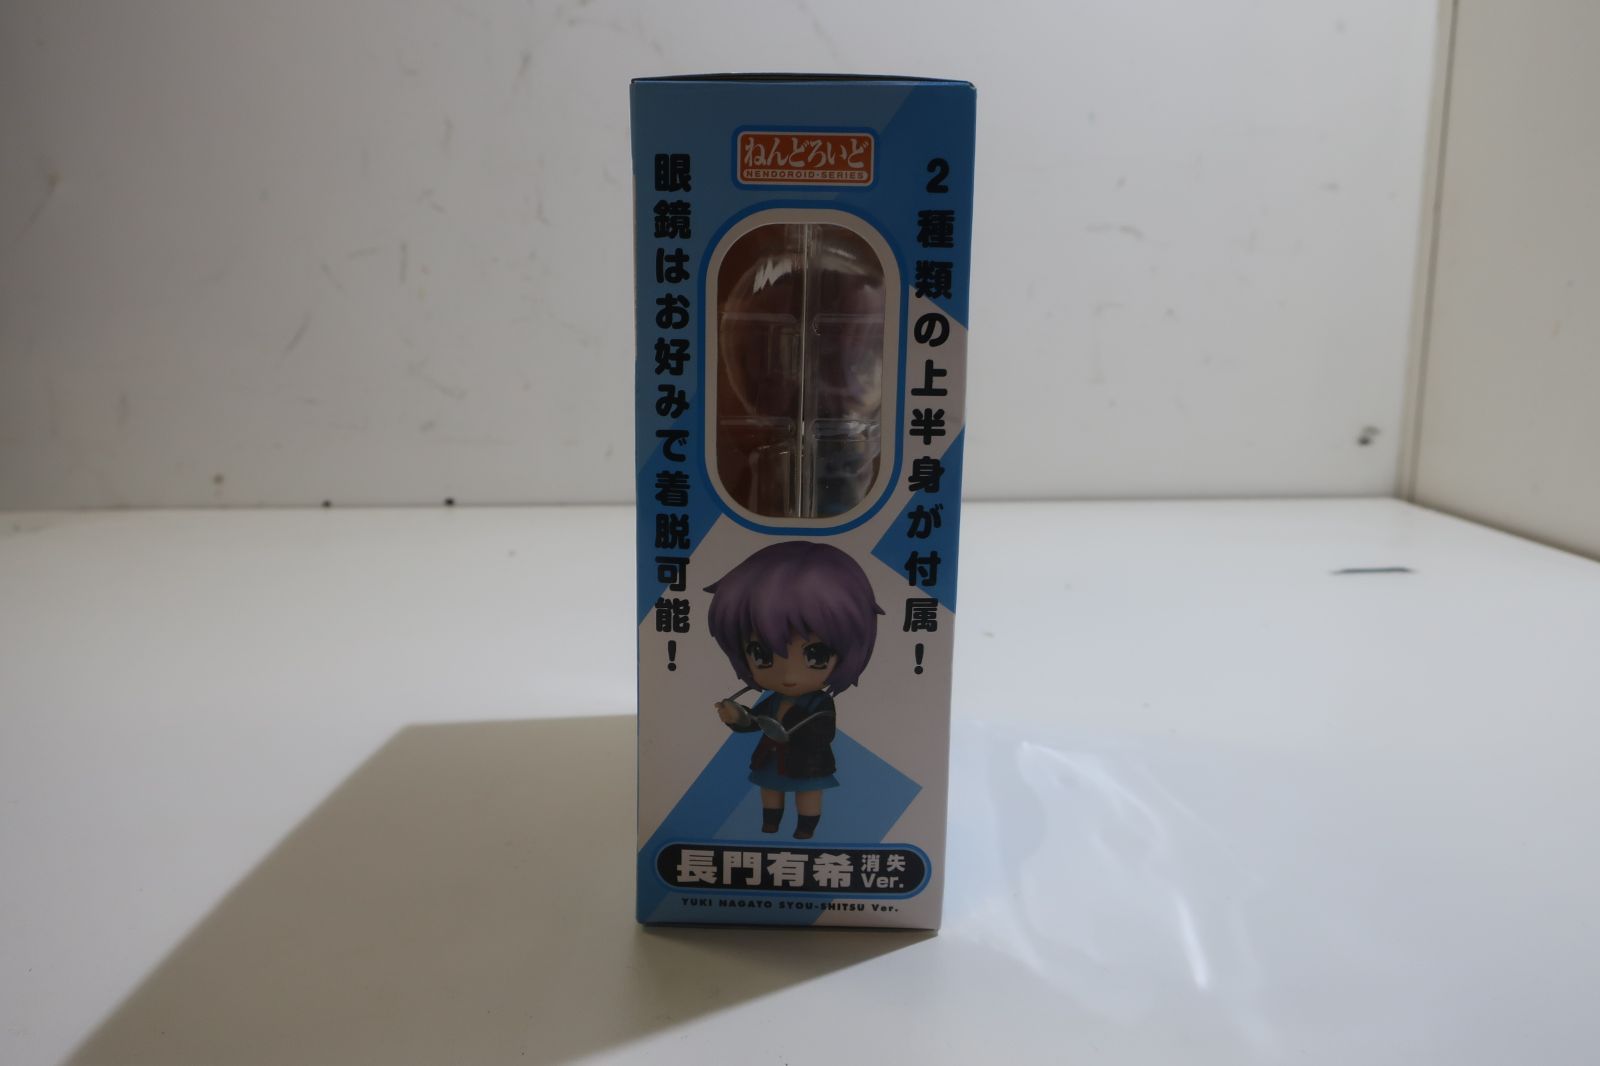 ねんどろいど
NENDOROID·SERIES
2種類の上半身が付属!
眼鏡はお好みで着脱可能!
長門有希 消失 Ver.
YUKI NAGATO SYOU-SHITSU Ver.